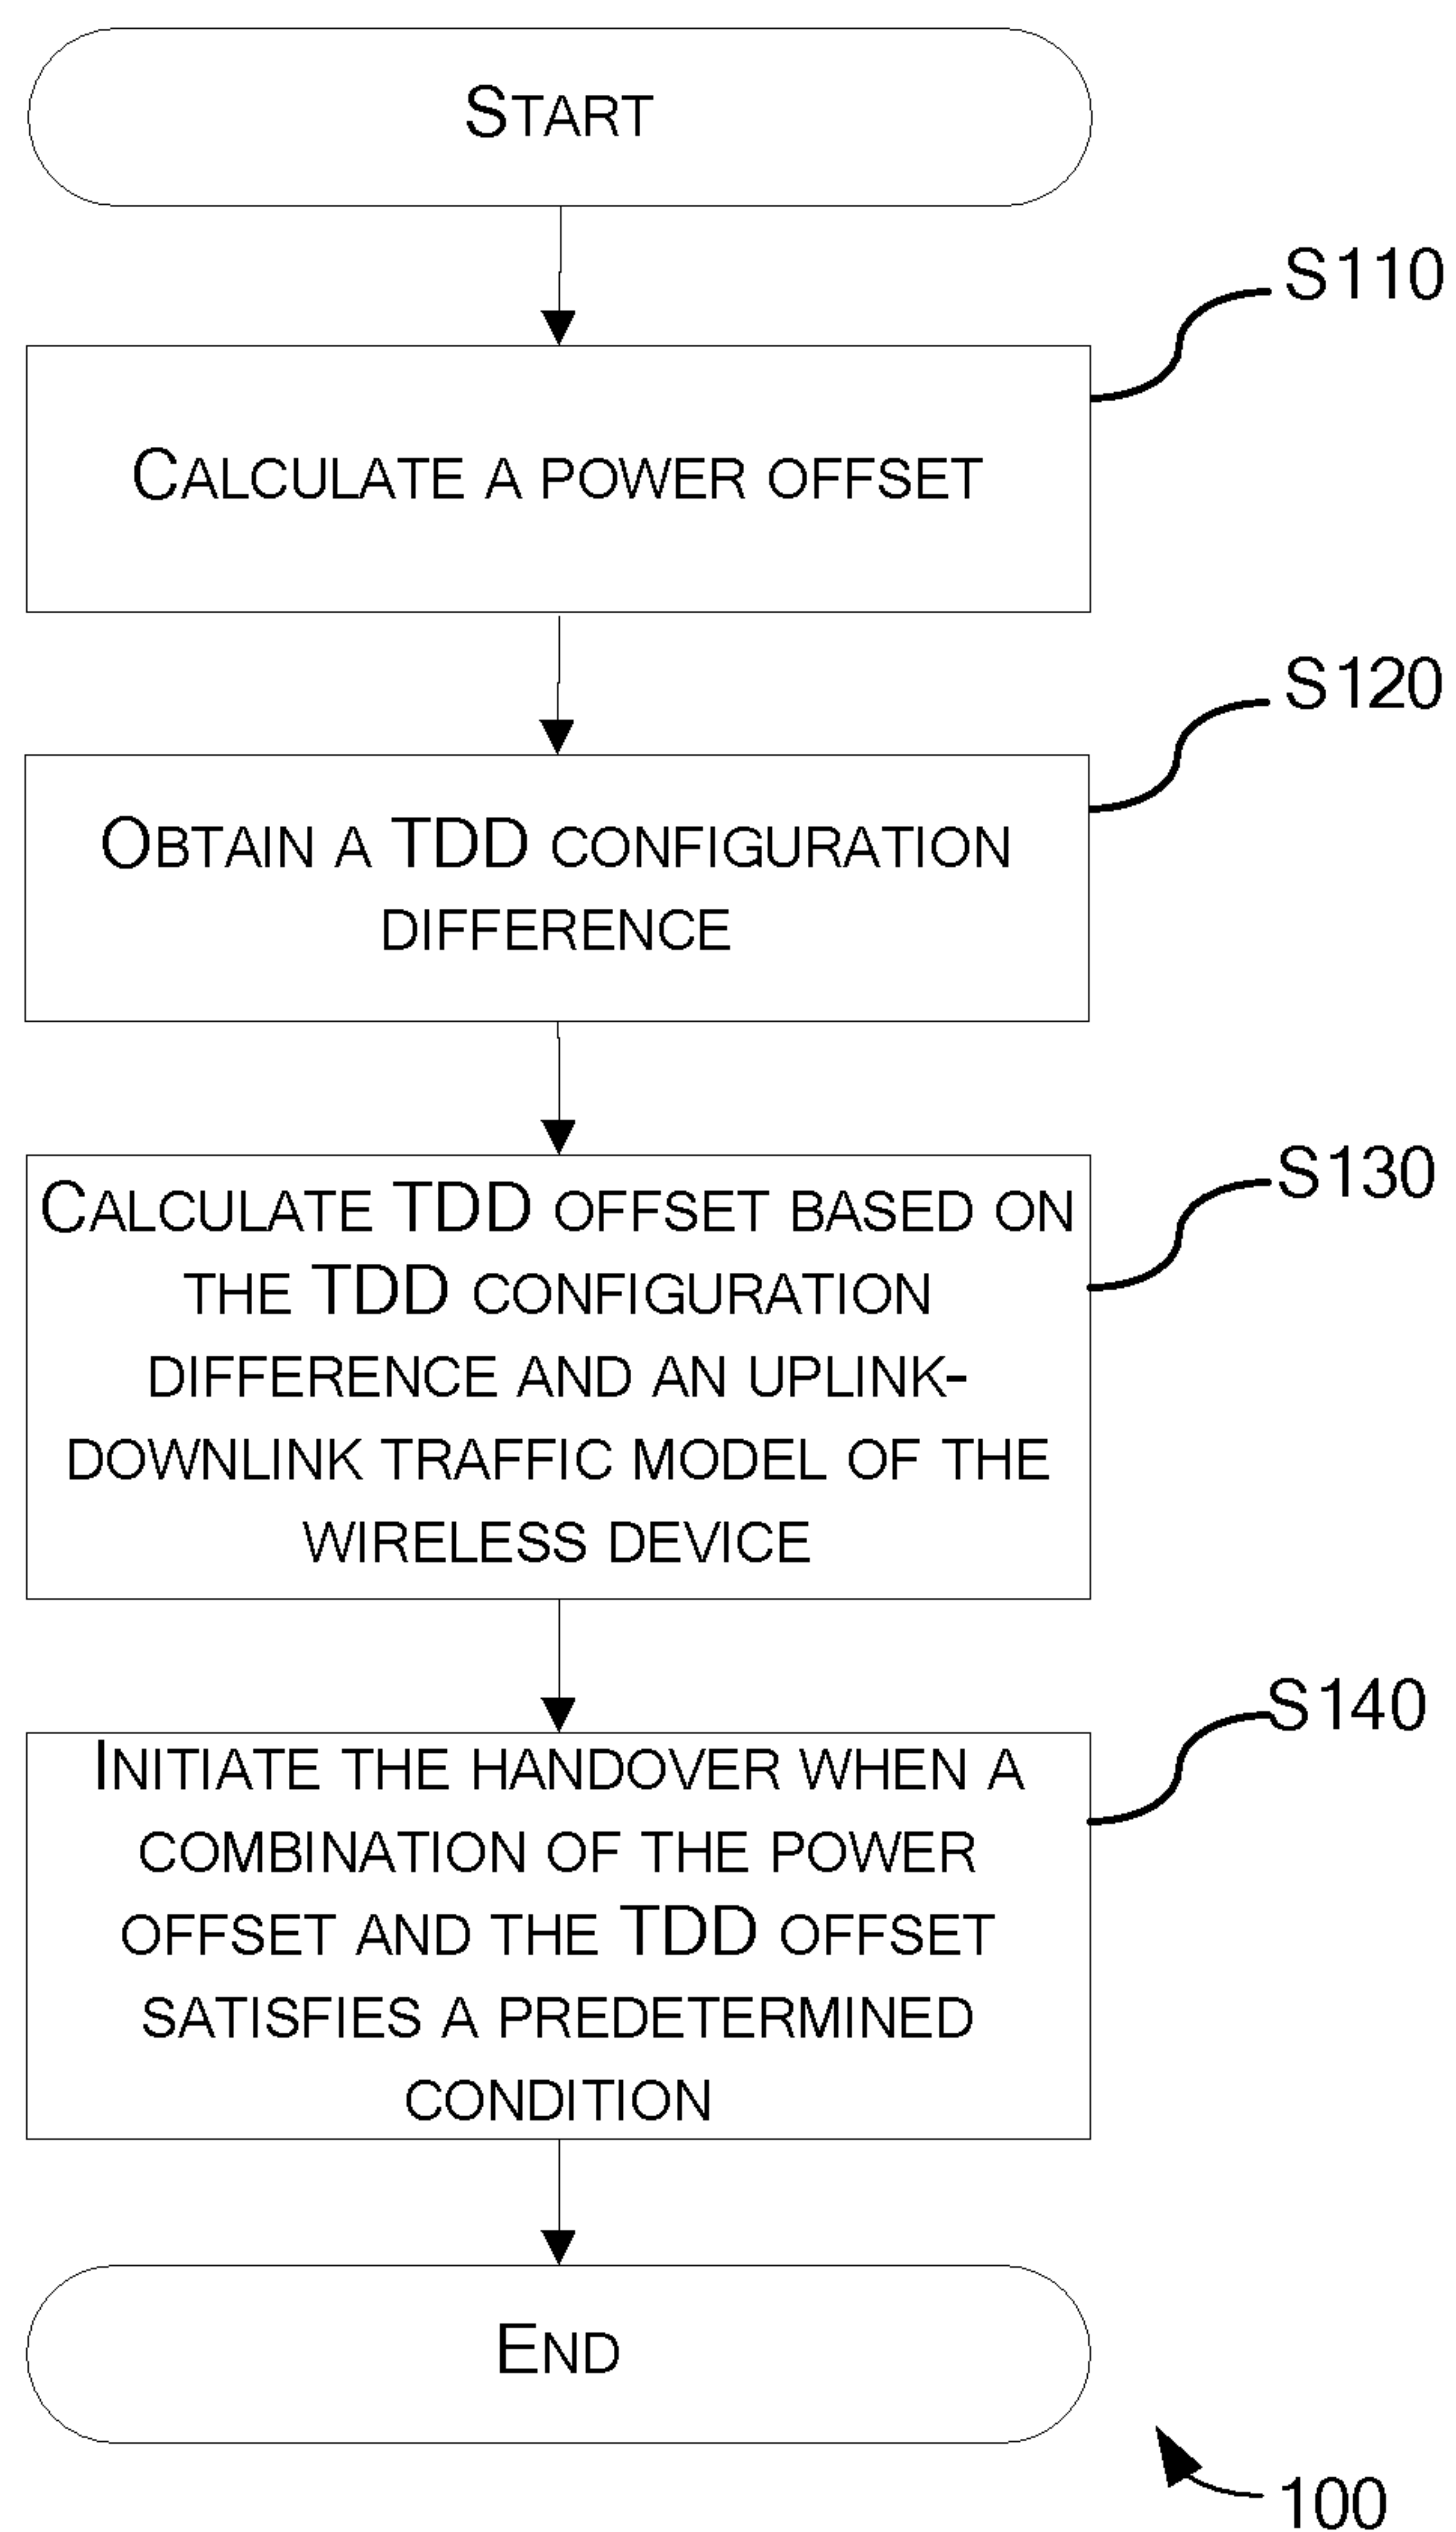 START
S110
CALCULATE A POWER OFFSET
S120
OBTAIN A TDD CONFIGURATION
DIFFERENCE
S130
CALCULATE TDD OFFSET BASED ON
THE TDD CONFIGURATION
DIFFERENCE AND AN UPLINK-
DOWNLINK TRAFFIC MODEL OF THE
WIRELESS DEVICE
S140
INITIATE THE HANDOVER WHEN A
COMBINATION OF THE POWER
OFFSET AND THE TDD OFFSET
SATISFIES A PREDETERMINED
CONDITION
END
100